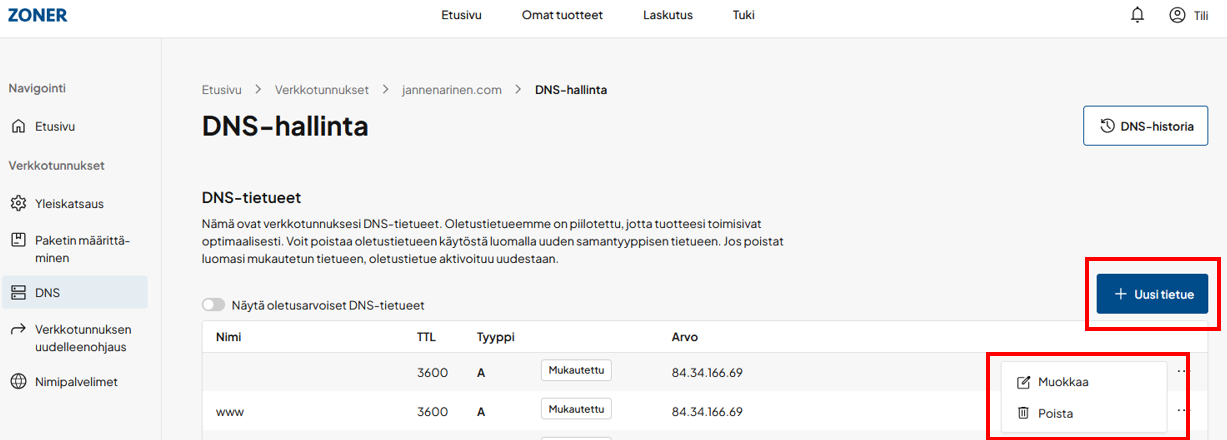 ZONER
Etusivu Omat tuotteet Laskutus Tuki Tili
Navigointi
Etusivu
Verkkotunnukset
Yleiskatsaus
Paketin määrittä-
minen
DNS
Verkkotunnuksen
uudelleenohjaus
Nimipalvelimet
Etusivu > Verkkotunnukset > jannenarinen.com > DNS-hallinta
DNS-hallinta
DNS-historia
DNS-tietueet
Nämä ovat verkkotunnuksesi DNS-tietueet. Oletustietueemme on piilotettu, jotta tuotteesi toimisivat
optimaalisesti. Voit poistaa oletustietueen käytöstä luomalla uuden samantyyppisen tietueen. Jos poistat
luomasi mukautetun tietueen, oletustietue aktivoituu uudestaan.
+ Uusi tietue
Näytä oletusarvoiset DNS-tietueet
Nimi TTL Tyyppi Arvo
3600 A Mukautettu 84.34.166.69
www 3600 A Mukautettu 84.34.166.69
Muokkaa
Poista